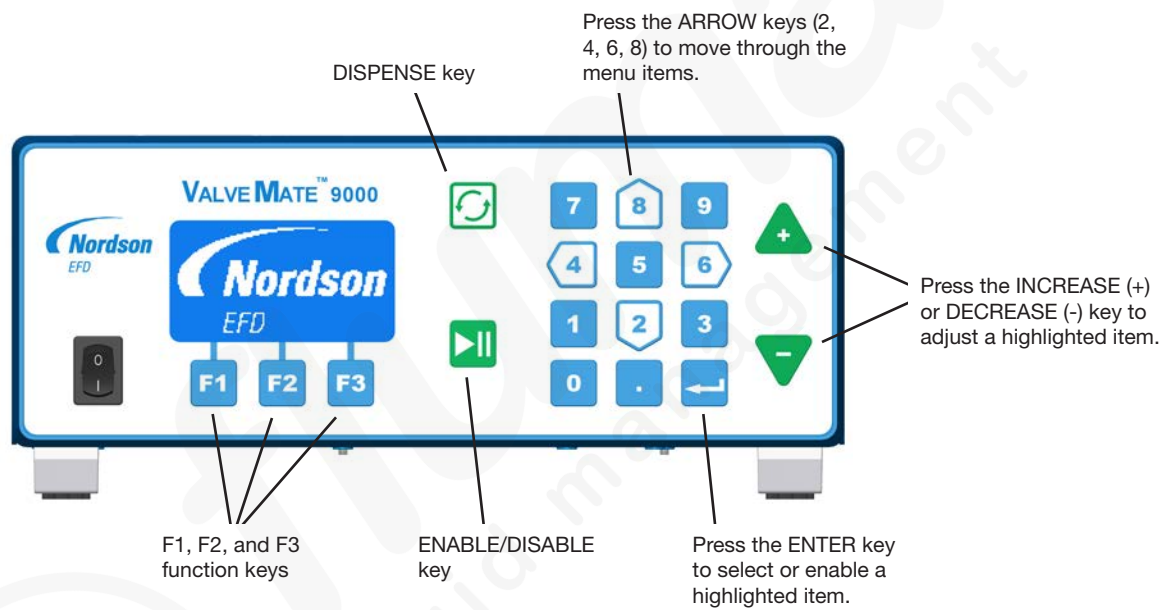 Press the ARROW keys (2,
4, 6, 8) to move through the
menu items.
DISPENSE key
VALVEMATE™ 9000
Nordson
EFD
Nordson
EFD
7
8
9
4
5
6
1
2
3
0
.
+
-
Press the INCREASE (+)
or DECREASE (-) key to
adjust a highlighted item.
0
I
F1
F2
F3
F1, F2, and F3
function keys
ENABLE/DISABLE
key
Press the ENTER key
to select or enable a
highlighted item.
fluid management